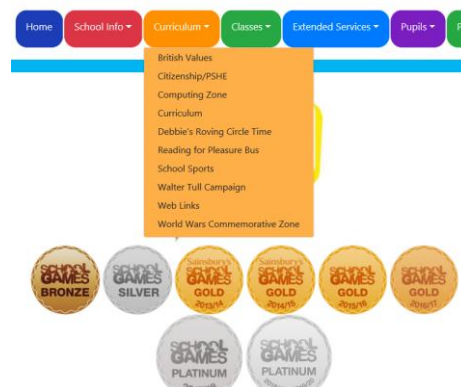 Home School Info Curriculum Classes Extended Services Pupils
British Values
Citizenship/PSHE
Computing Zone
Curriculum
Debbie's Roving Circle Time
Reading for Pleasure Bus
School Sports
Walter Tull Campaign
Web Links
World Wars Commemorative Zone
SCHOOL GAMES BRONZE
SCHOOL GAMES SILVER
Sainsbury's SCHOOL GAMES GOLD 2013/14
Sainsbury's SCHOOL GAMES GOLD 2014/15
SCHOOL GAMES GOLD 2015/16
SCHOOL GAMES GOLD 2016/17
SCHOOL GAMES PLATINUM
SCHOOL GAMES PLATINUM